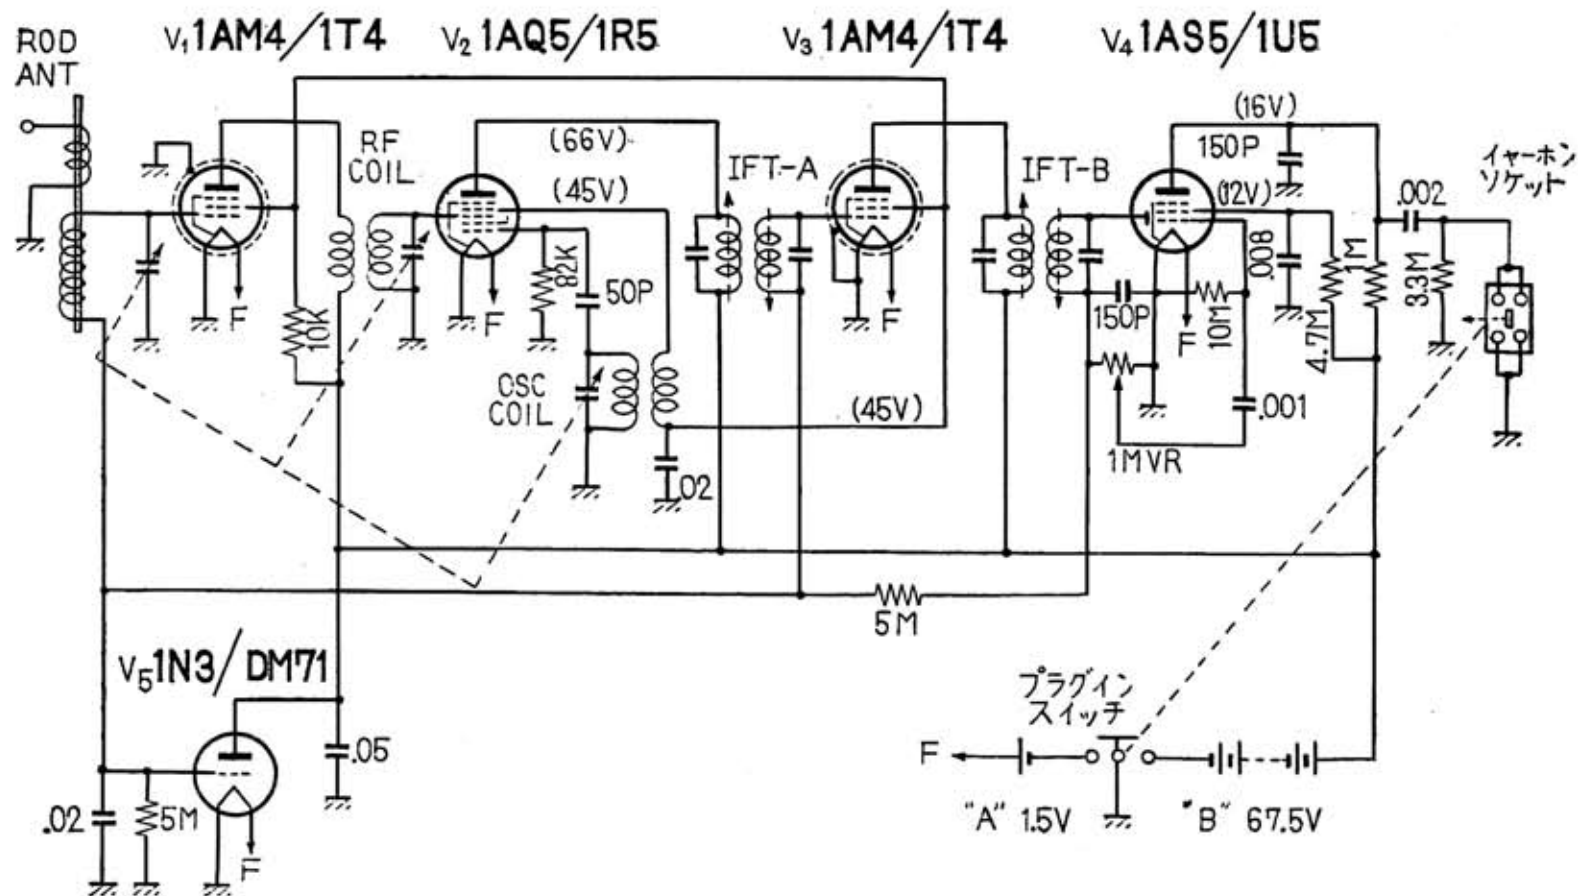 ROD
ANT
V₁ 1AM4/1T4
V₂ 1AQ5/1R5
V₃ 1AM4/1T4
V₄ 1AS5/1U5
(16V)
RF
COIL
(66V)
IFT-A
IFT-B
150P
イヤーホン
ソケット
(45V)
(12V)
.002
F
10K
F
82K
50P
F
150P
F
10M
.008
4.7M
1M
3.3M
OSC
COIL
(45V)
.001
1MVR
.02
5M
V₅ 1N3/DM71
プラグイン
スイッチ
.05
F
.02
5M
F
"A" 1.5V
"B" 67.5V